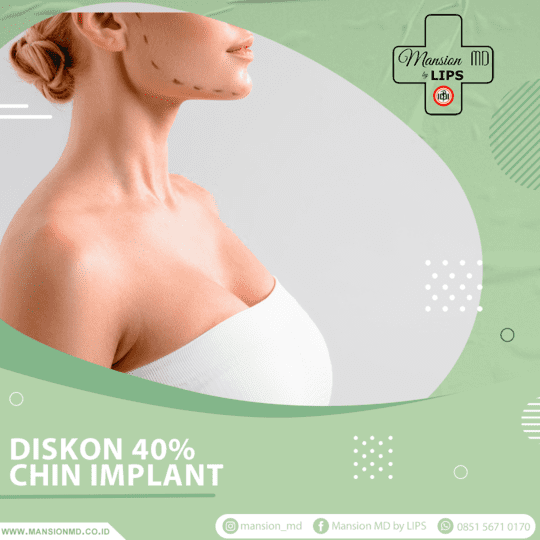 Mansion MD
by LIPS
DISKON 40%
CHIN IMPLANT
WWW.MANSIONMD.CO.ID
mansion_md
Mansion MD by LIPS
0851 5671 0170